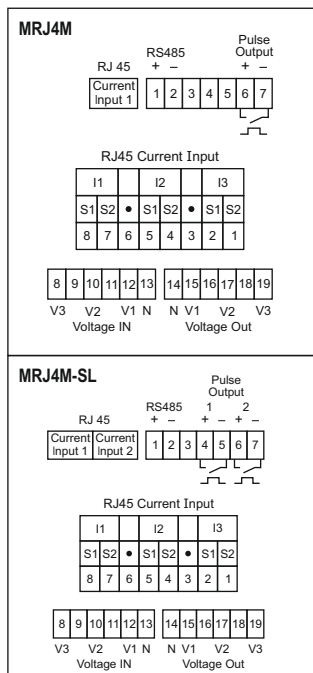 MRJ4M
Pulse
RS485 Output
RJ 45 + – + –
Current
Input 1 1 2 3 4 5 6 7
RJ45 Current Input
I1 I2 I3
S1 S2 • S1 S2 • S1 S2
8 7 6 5 4 3 2 1
8 9 10 11 12 13 14 15 16 17 18 19
V3 V2 V1 N N V1 V2 V3
Voltage IN Voltage Out
MRJ4M-SL
Pulse
Output
RS485 1 2
RJ 45 + – + – + –
Current Current
Input 1 Input 2 1 2 3 4 5 6 7
RJ45 Current Input
I1 I2 I3
S1 S2 • S1 S2 • S1 S2
8 7 6 5 4 3 2 1
8 9 10 11 12 13 14 15 16 17 18 19
V3 V2 V1 N N V1 V2 V3
Voltage IN Voltage Out